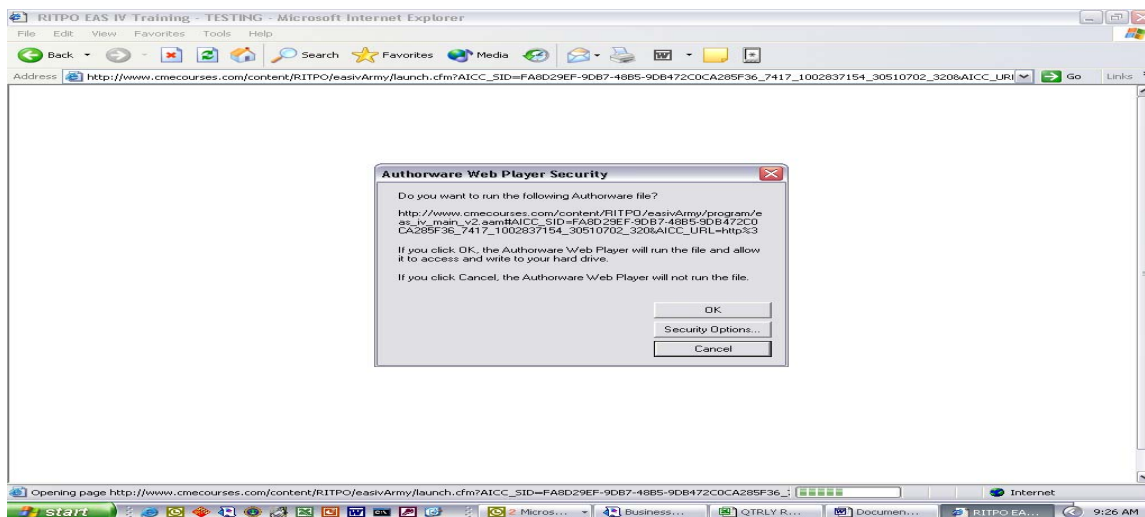 RITPO EAS IV Training - TESTING - Microsoft Internet Explorer
File Edit View Favorites Tools Help
Back Search Favorites Media
Address http://www.cmecourses.com/content/RITPO/easivArmy/launch.cfm?AICC_SID=FA8D29EF-9DB7-48B5-9DB472C0CA285F36_7417_1002837154_30510702_320&AICC_URI Go Links
Authorware Web Player Security
Do you want to run the following Authorware file?
http://www.cmecourses.com/content/RITPO/easivArmy/program/e
as_iv_main_v2.aam#AICC_SID=FA8D29EF-9DB7-48B5-9DB472C0
CA285F36_7417_1002837154_30510702_320&AICC_URL=http%3
If you click OK, the Authorware Web Player will run the file and allow
it to access and write to your hard drive.
If you click Cancel, the Authorware Web Player will not run the file.
OK
Security Options...
Cancel
Opening page http://www.cmecourses.com/content/RITPO/easivArmy/launch.cfm?AICC_SID=FA8D29EF-9DB7-48B5-9DB472C0CA285F36_ Internet
start 2 Micros... Business... QTRLY R... Documen... RITPO EA... 9:26 AM